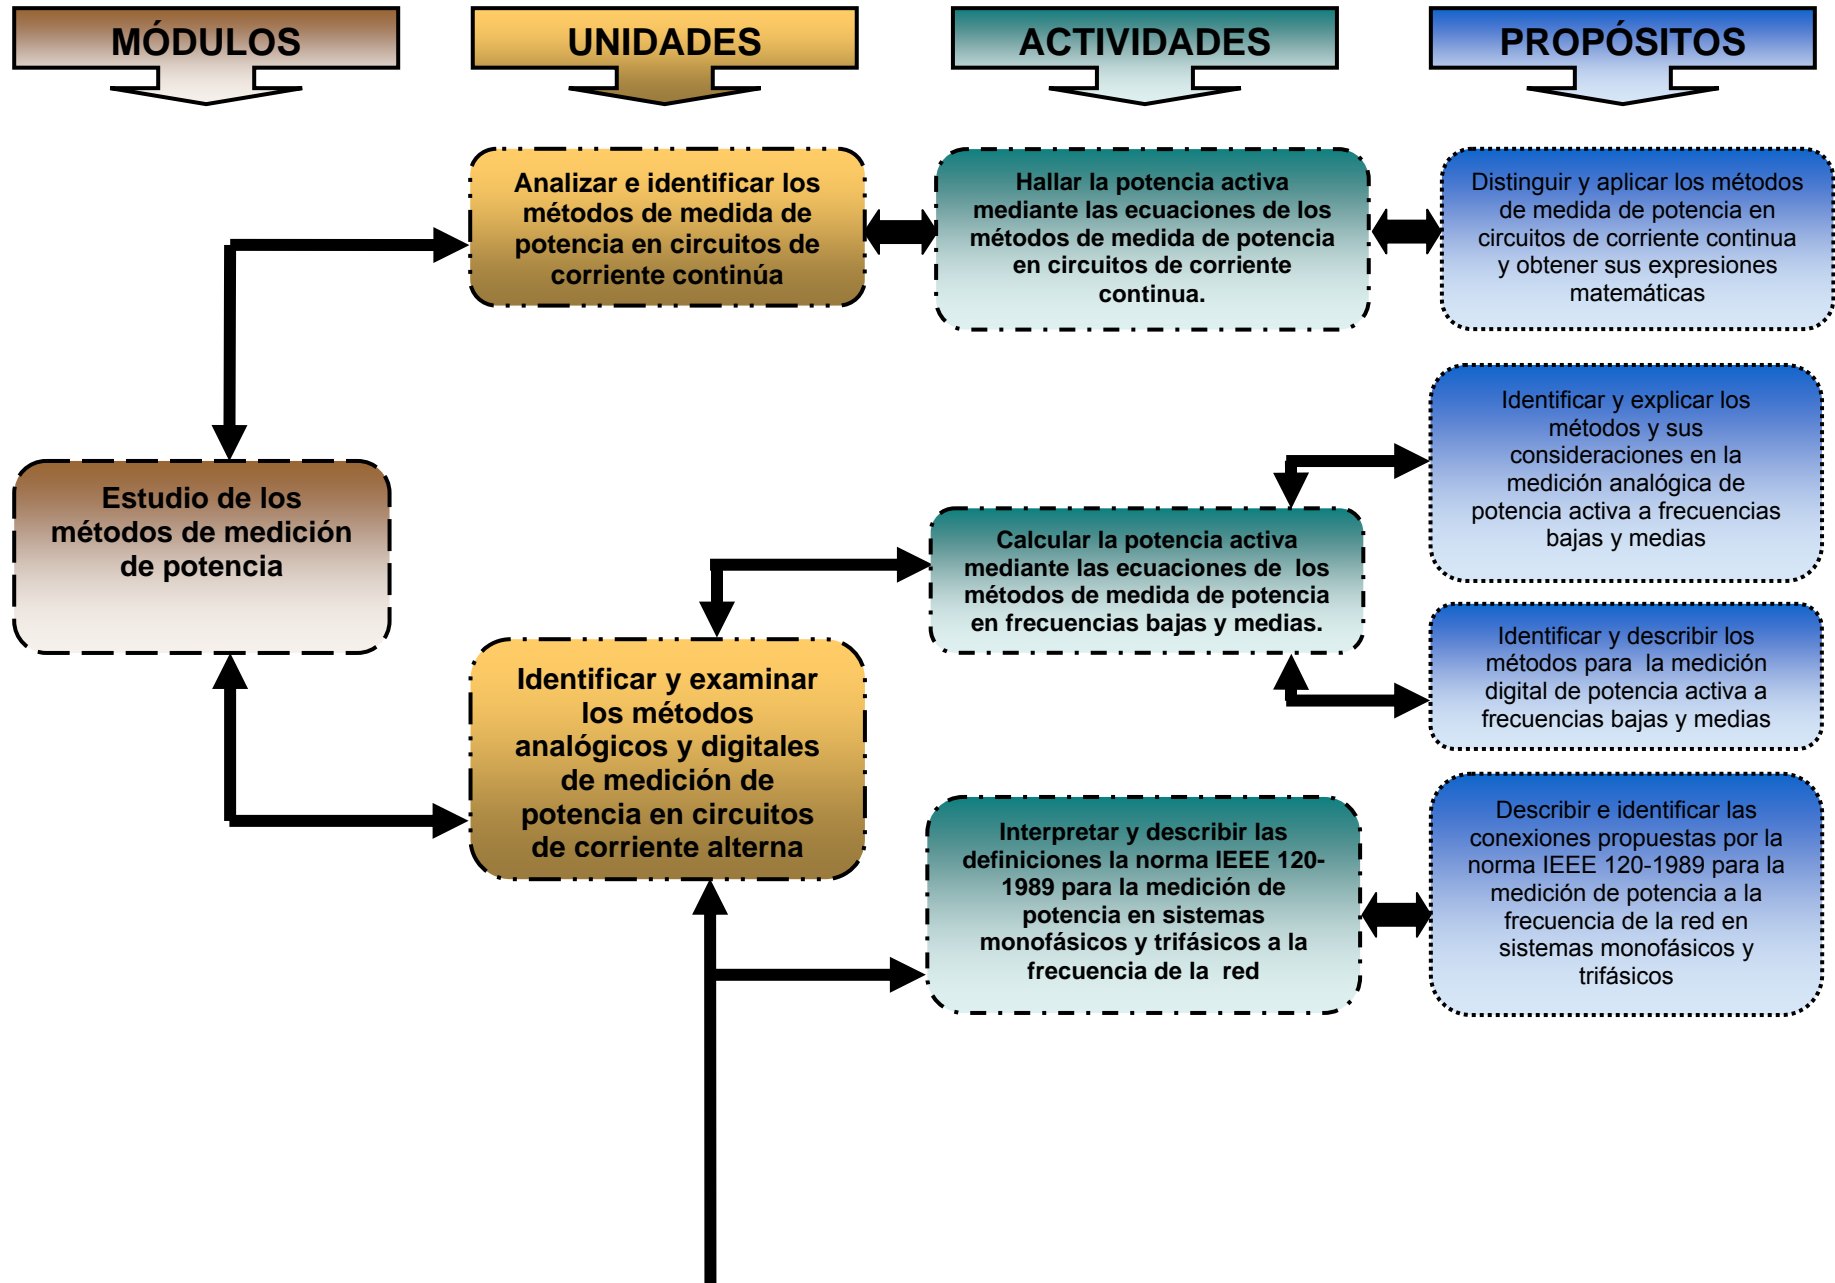 MÓDULOS
UNIDADES
ACTIVIDADES
PROPÓSITOS
Analizar e identificar los
métodos de medida de
potencia en circuitos de
corriente continúa
Hallar la potencia activa
mediante las ecuaciones de los
métodos de medida de potencia
en circuitos de corriente
continua.
Distinguir y aplicar los métodos
de medida de potencia en
circuitos de corriente continua
y obtener sus expresiones
matemáticas
Estudio de los
métodos de medición
de potencia
Identificar y examinar
los métodos
analógicos y digitales
de medición de
potencia en circuitos
de corriente alterna
Calcular la potencia activa
mediante las ecuaciones de los
métodos de medida de potencia
en frecuencias bajas y medias.
Identificar y explicar los
métodos y sus
consideraciones en la
medición analógica de
potencia activa a frecuencias
bajas y medias
Identificar y describir los
métodos para la medición
digital de potencia activa a
frecuencias bajas y medias
Interpretar y describir las
definiciones la norma IEEE 120-
1989 para la medición de
potencia en sistemas
monofásicos y trifásicos a la
frecuencia de la red
Describir e identificar las
conexiones propuestas por la
norma IEEE 120-1989 para la
medición de potencia a la
frecuencia de la red en
sistemas monofásicos y
trifásicos